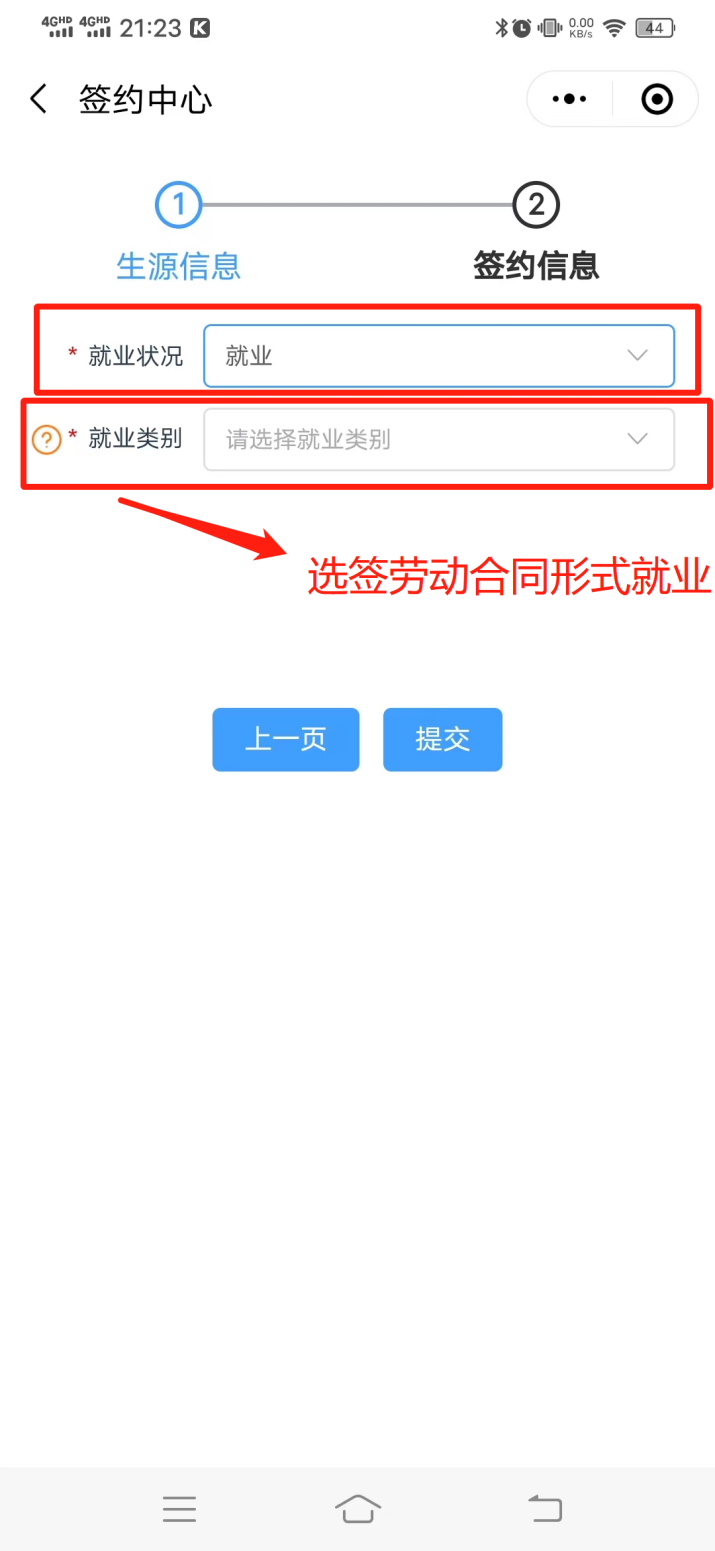 4GHD 4GHD 21:23 K 0.00 KB/s 44
签约中心
1 2
生源信息 签约信息
* 就业状况 就业
? * 就业类别 请选择就业类别
选签劳动合同形式就业
上一页 提交